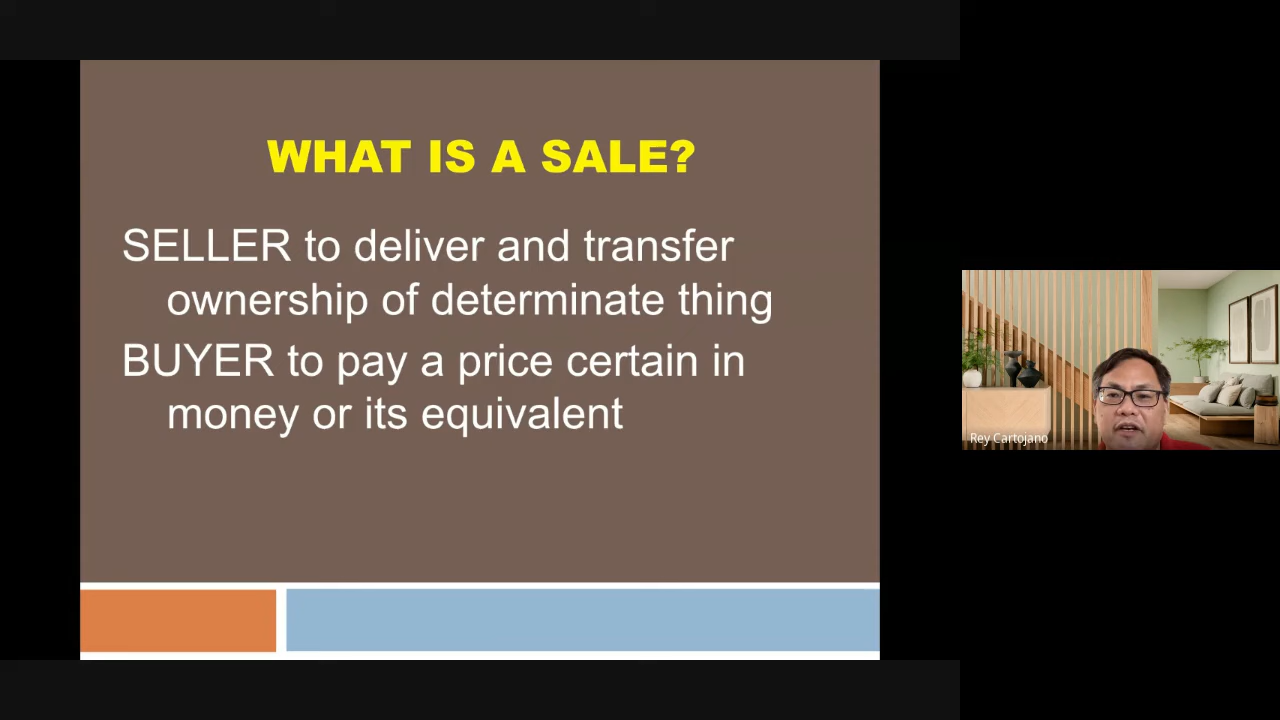 WHAT IS A SALE?
SELLER to deliver and transfer
ownership of determinate thing
BUYER to pay a price certain in
money or its equivalent
Rey Cartojano